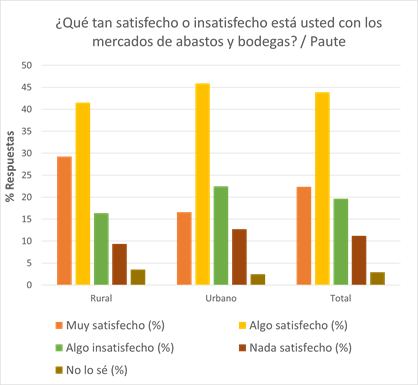 ¿Qué tan satisfecho o insatisfecho está usted con los
mercados de abastos y bodegas? / Paute
% Respuestas
50
45
40
35
30
25
20
15
10
5
0
Rural Urbano Total
Muy satisfecho (%) Algo satisfecho (%)
Algo insatisfecho (%) Nada satisfecho (%)
No lo sé (%)